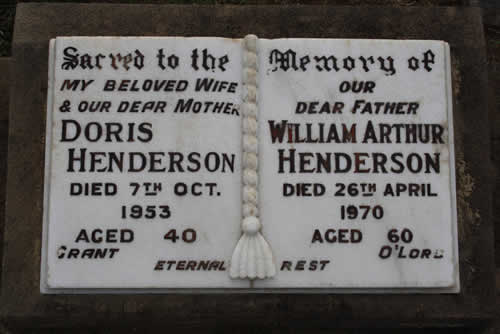 Sacred to the Memory of
MY BELOVED WIFE
& OUR DEAR MOTHER
DORIS
HENDERSON
DIED 7TH OCT.
1953
AGED 40
OUR
DEAR FATHER
WILLIAM ARTHUR
HENDERSON
DIED 26TH APRIL
1970
AGED 60
GRANT ETERNAL REST O'LORD